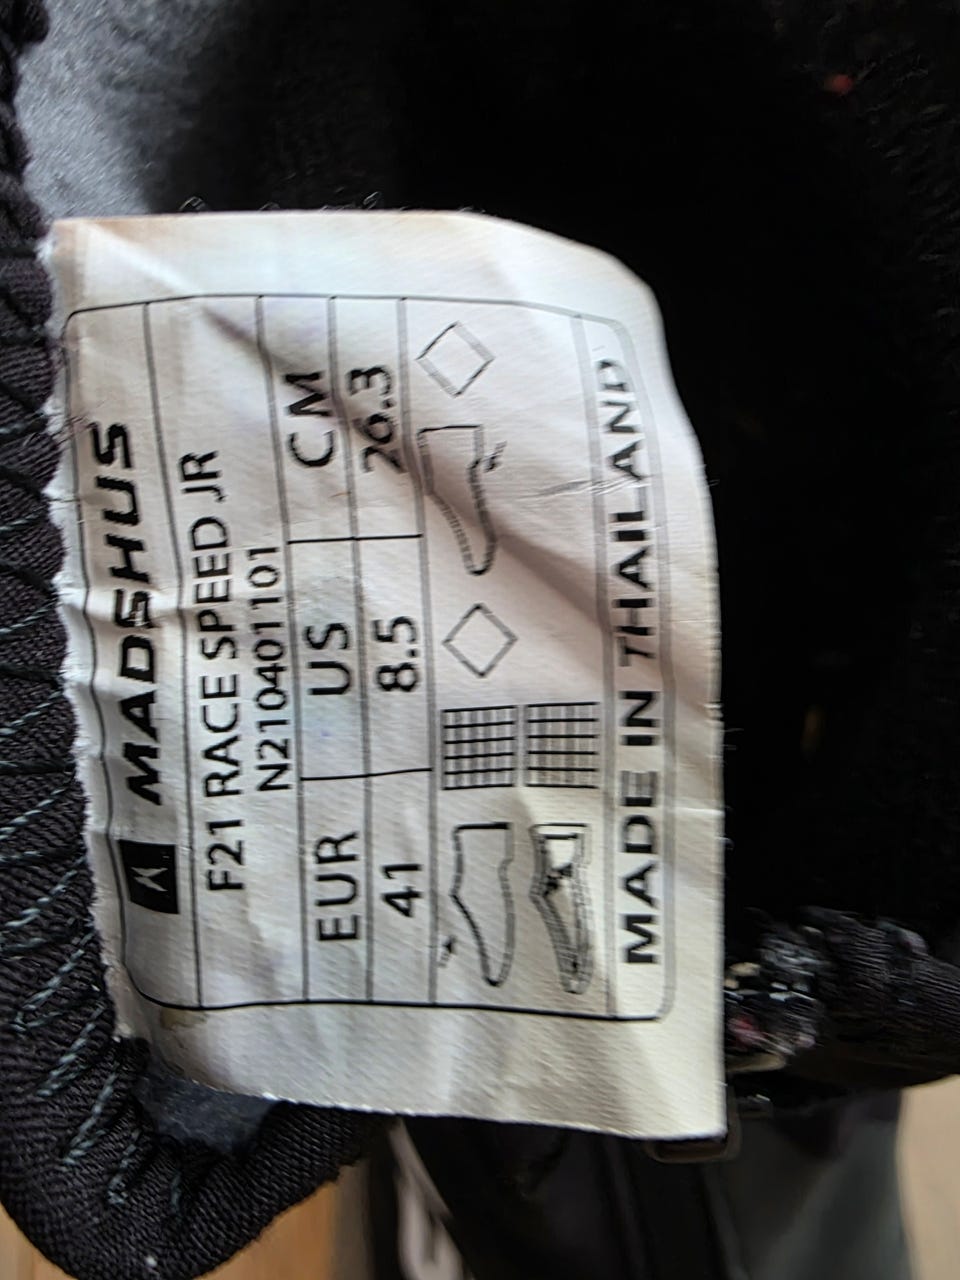 MADSHUS
F21 RACE SPEED JR
N210401101
EUR US CM
41 8.5 26.3
MADE IN THAILAND